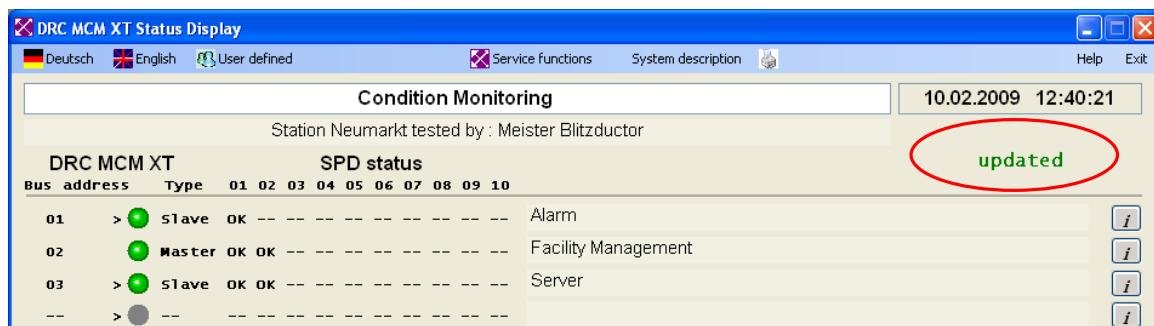 DRC MCM XT Status Display
Deutsch English User defined Service functions System description Help Exit
Condition Monitoring 10.02.2009 12:40:21
Station Neumarkt tested by : Meister Blitzductor
updated
DRC MCM XT SPD status
Bus address Type 01 02 03 04 05 06 07 08 09 10
01 > Slave OK -- -- -- -- -- -- -- -- -- Alarm i
02 Master OK OK -- -- -- -- -- -- -- -- Facility Management i
03 > Slave OK OK -- -- -- -- -- -- -- -- Server i
-- > -- -- -- -- -- -- -- -- -- -- -- i